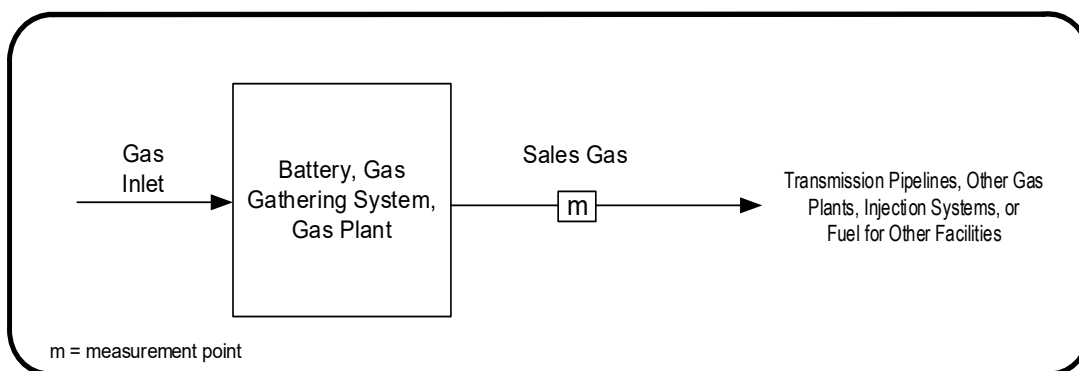 Gas
Inlet
Battery, Gas
Gathering System,
Gas Plant
Sales Gas
m
Transmission Pipelines, Other Gas
Plants, Injection Systems, or
Fuel for Other Facilities
m = measurement point